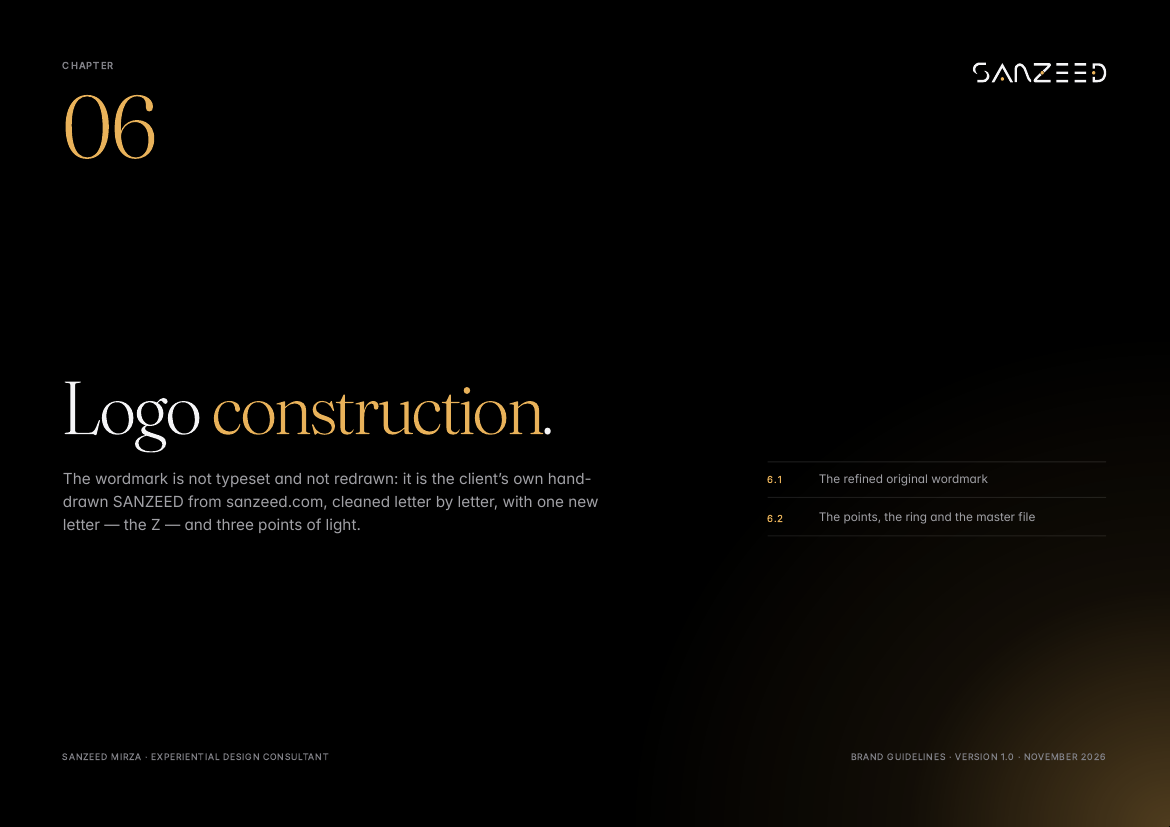 CHAPTER
06
SANZEED
Logo construction.
The wordmark is not typeset and not redrawn: it is the client’s own hand-
drawn SANZEED from sanzeed.com, cleaned letter by letter, with one new
letter — the Z — and three points of light.
6.1 The refined original wordmark
6.2 The points, the ring and the master file
SANZEED MIRZA · EXPERIENTIAL DESIGN CONSULTANT
BRAND GUIDELINES · VERSION 1.0 · NOVEMBER 2026